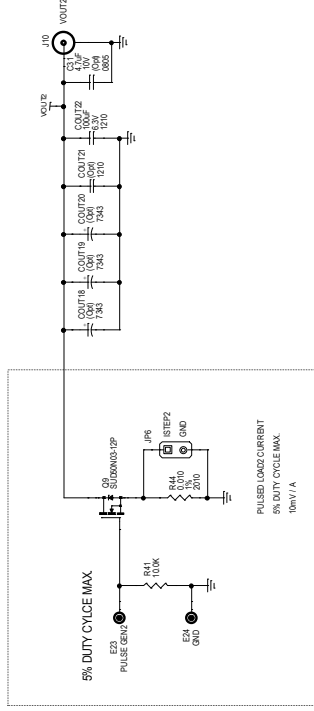 VOUT2
J10
C31
4.7uF
10V
(Opt)
0805
VOUT2
COUT22
100uF
6.3V
1210
COUT21
(Opt)
1210
COUT20
(Opt)
7343
COUT19
(Opt)
7343
COUT18
(Opt)
7343
+
+
+
Q9
SUD50N03-12P
JP6
ISTEP2
GND
R44
0.010
1%
2010
PULSED LOAD2 CURRENT
5% DUTY CYCLE MAX.
10mV / A
5% DUTY CYLCE MAX.
R41
10.0K
E23
PULSE GEN2
E24
GND